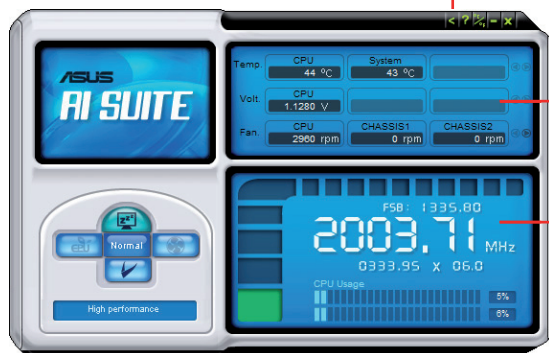 < ? °C/°F – x
ASUS
AI SUITE
Temp. CPU System
44 °C 43 °C
Volt. CPU
1.1280 V
Fan. CPU CHASSIS1 CHASSIS2
2960 rpm 0 rpm 0 rpm
FSB: 1335.80
2003.71 MHz
0333.95 x 06.0
CPU Usage
5%
6%
zzz
Normal
High performance